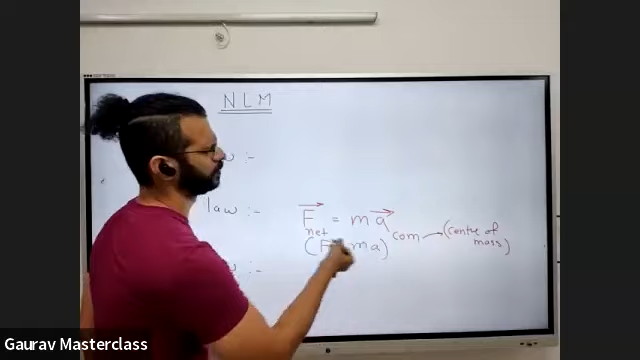 NLM
:-
law :-
F net = m a com → (centre of mass)
(F = ma)
:-
Gaurav Masterclass